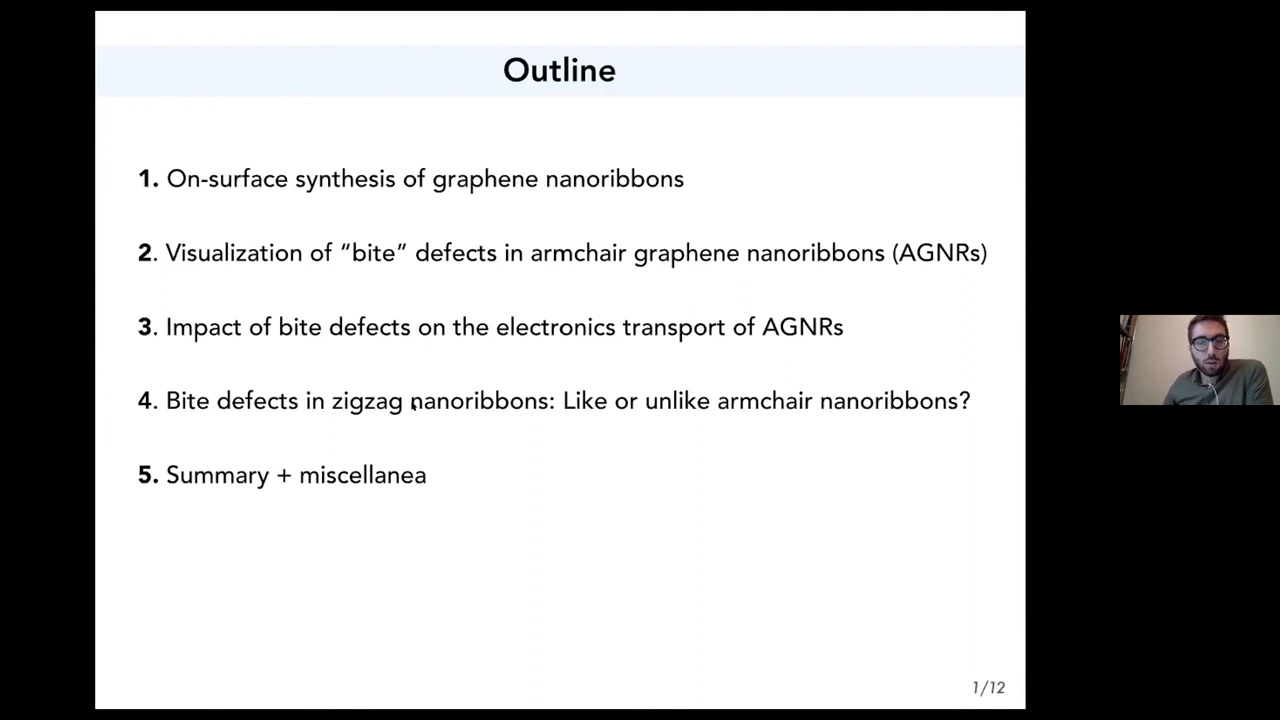 Outline
1. On-surface synthesis of graphene nanoribbons
2. Visualization of “bite” defects in armchair graphene nanoribbons (AGNRs)
3. Impact of bite defects on the electronics transport of AGNRs
4. Bite defects in zigzag nanoribbons: Like or unlike armchair nanoribbons?
5. Summary + miscellanea
1/12